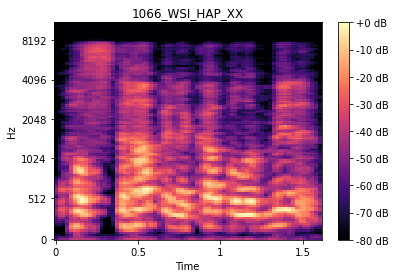 1066_WSI_HAP_XX
+0 dB
8192
-10 dB
4096
-20 dB
-30 dB
2048
-40 dB
Hz
1024
-50 dB
512
-60 dB
-70 dB
0
-80 dB
0
0.5
1
1.5
Time